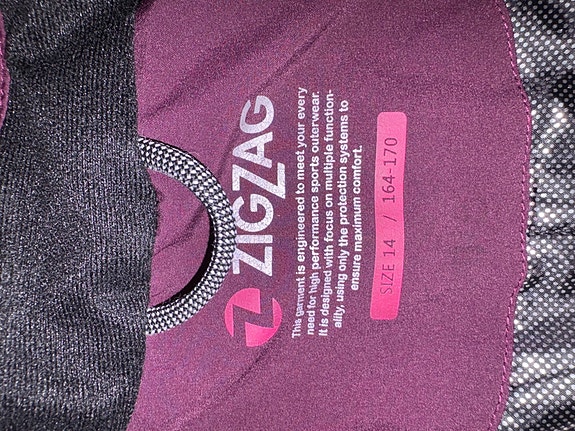 ZIGZAG
This garment is engineered to meet your every
need for high performance sports outerwear.
It is designed with focus on multiple function-
ality, using only the protection systems to
ensure maximum comfort.
SIZE 14 / 164-170